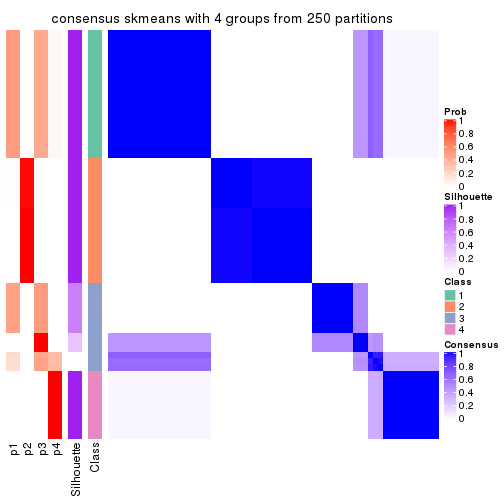 consensus skmeans with 4 groups from 250 partitions
Prob
1
0.8
0.6
0.4
0.2
0
Silhouette
1
0.8
0.6
0.4
0.2
0
Class
1
2
3
4
Consensus
1
0.8
0.6
0.4
0.2
0
p1
p2
p3
p4
Silhouette
Class